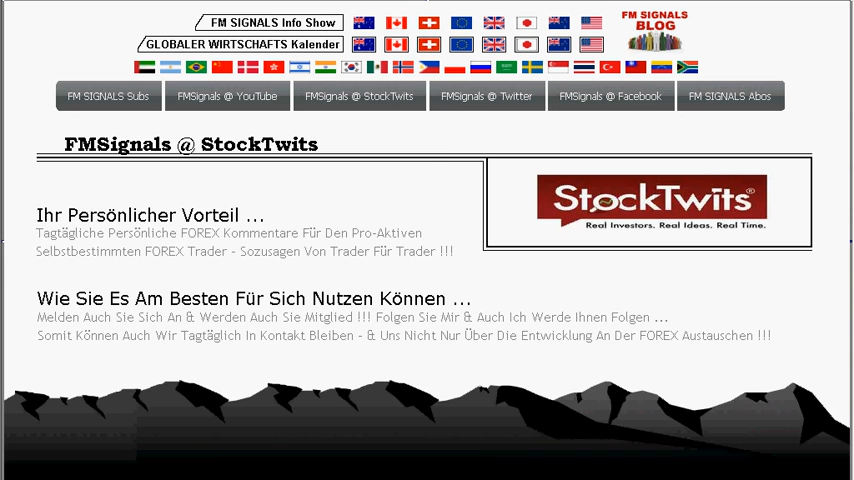 FM SIGNALS Info Show
FM SIGNALS
BLOG
GLOBALER WIRTSCHAFTS Kalender
FM SIGNALS Subs
FMSignals @ YouTube
FMSignals @ StockTwits
FMSignals @ Twitter
FMSignals @ Facebook
FM SIGNALS Abos
FMSignals @ StockTwits
StockTwits®
Real Investors. Real Ideas. Real Time.
Ihr Persönlicher Vorteil ...
Tagtägliche Persönliche FOREX Kommentare Für Den Pro-Aktiven
Selbstbestimmten FOREX Trader - Sozusagen Von Trader Für Trader !!!
Wie Sie Es Am Besten Für Sich Nutzen Können ...
Melden Auch Sie Sich An & Werden Auch Sie Mitglied !!! Folgen Sie Mir & Auch Ich Werde Ihnen Folgen ...
Somit Können Auch Wir Tagtäglich In Kontakt Bleiben - & Uns Nicht Nur Über Die Entwicklung An Der FOREX Austauschen !!!